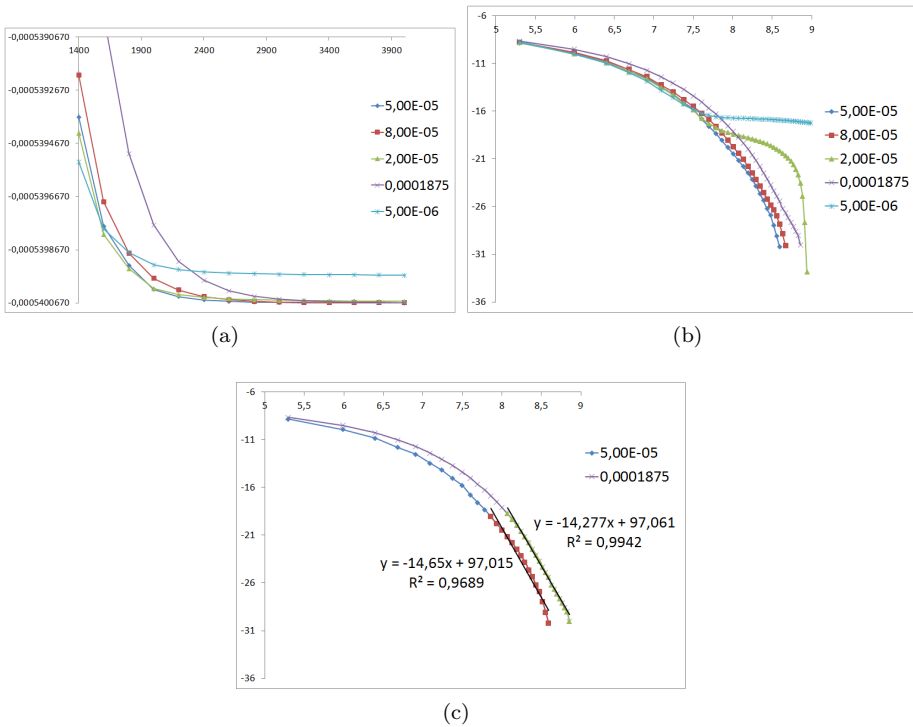 -0,0005390670
1400 1900 2400 2900 3400 3900
-0,0005392670
-0,0005394670
-0,0005396670
-0,0005398670
-0,0005400670
5,00E-05
8,00E-05
2,00E-05
0,0001875
5,00E-06
(a)
-6
5 5,5 6 6,5 7 7,5 8 8,5 9
-11
-16
-21
-26
-31
-36
5,00E-05
8,00E-05
2,00E-05
0,0001875
5,00E-06
(b)
-6
5 5,5 6 6,5 7 7,5 8 8,5 9
-11
-16
-21
-26
-31
-36
5,00E-05
0,0001875
y = -14,277x + 97,061
R² = 0,9942
y = -14,65x + 97,015
R² = 0,9689
(c)